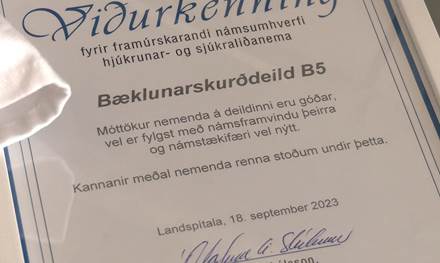 Viðurkenning
fyrir framúrskarandi námsumhverfi
hjúkrunar- og sjúkraliðanema
Bæklunarskurðdeild B5
Móttökur nemenda á deildinni eru góðar,
vel er fylgst með námsframvindu þeirra
og námstækifæri vel nýtt.
Kannanir meðal nemenda renna stoðum undir þetta.
Landspítala, 18. september 2023